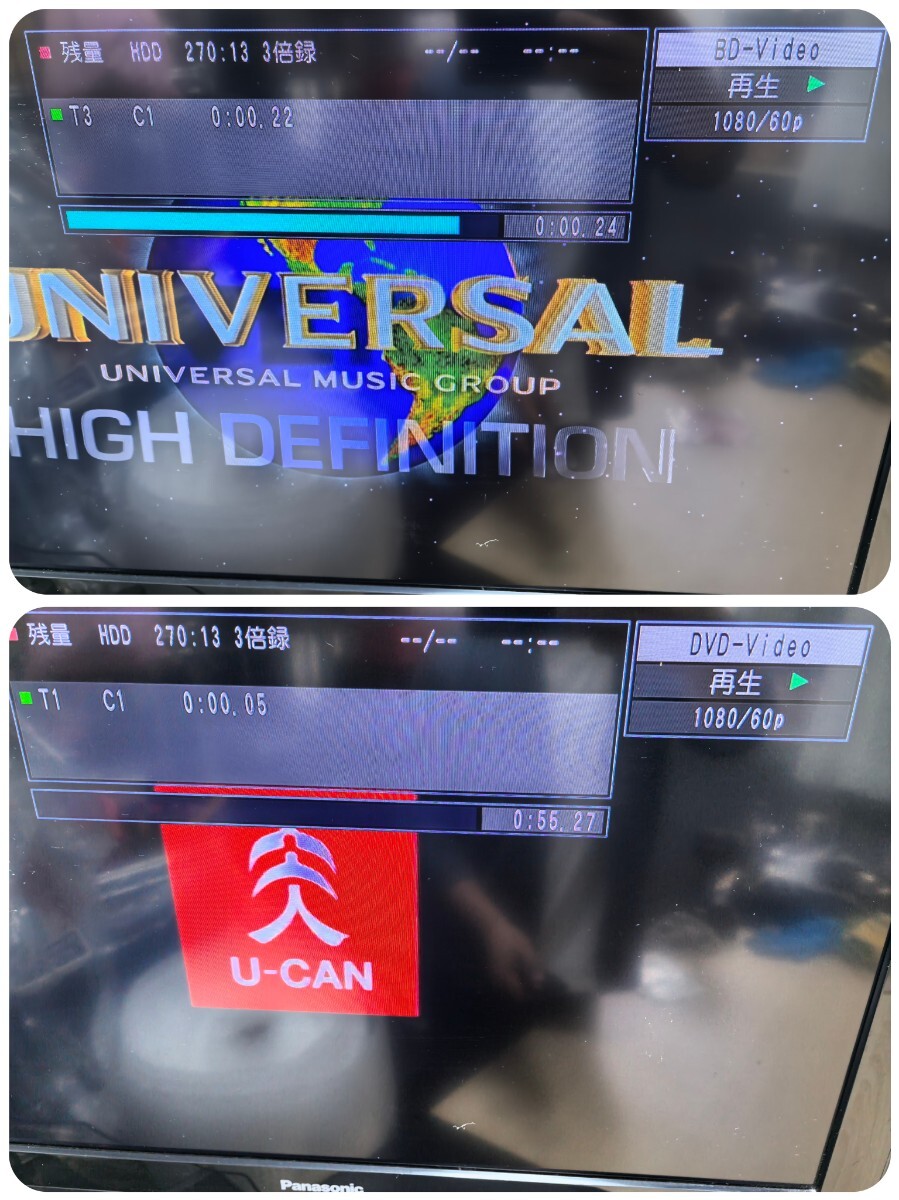 残量 HDD 270:13 3倍録 --/-- --:--
BD-Video
再生
1080/60p
T3 C1 0:00.22
0:00.24
UNIVERSAL
UNIVERSAL MUSIC GROUP
HIGH DEFINITION
残量 HDD 270:13 3倍録 --/-- --:--
DVD-Video
再生
1080/60p
T1 C1 0:00.05
0:55.27
U-CAN
Panasonic